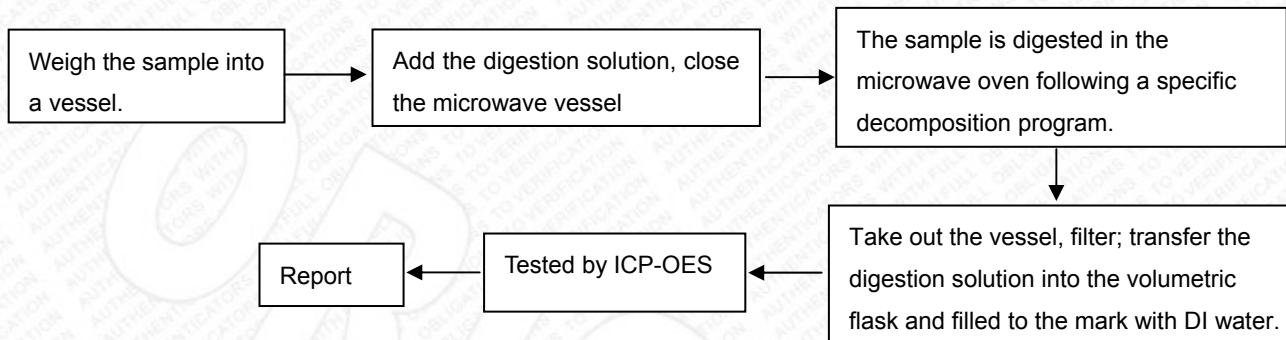 Weigh the sample into
a vessel.
Add the digestion solution, close
the microwave vessel
The sample is digested in the
microwave oven following a specific
decomposition program.
Take out the vessel, filter; transfer the
digestion solution into the volumetric
flask and filled to the mark with DI water.
Tested by ICP-OES
Report